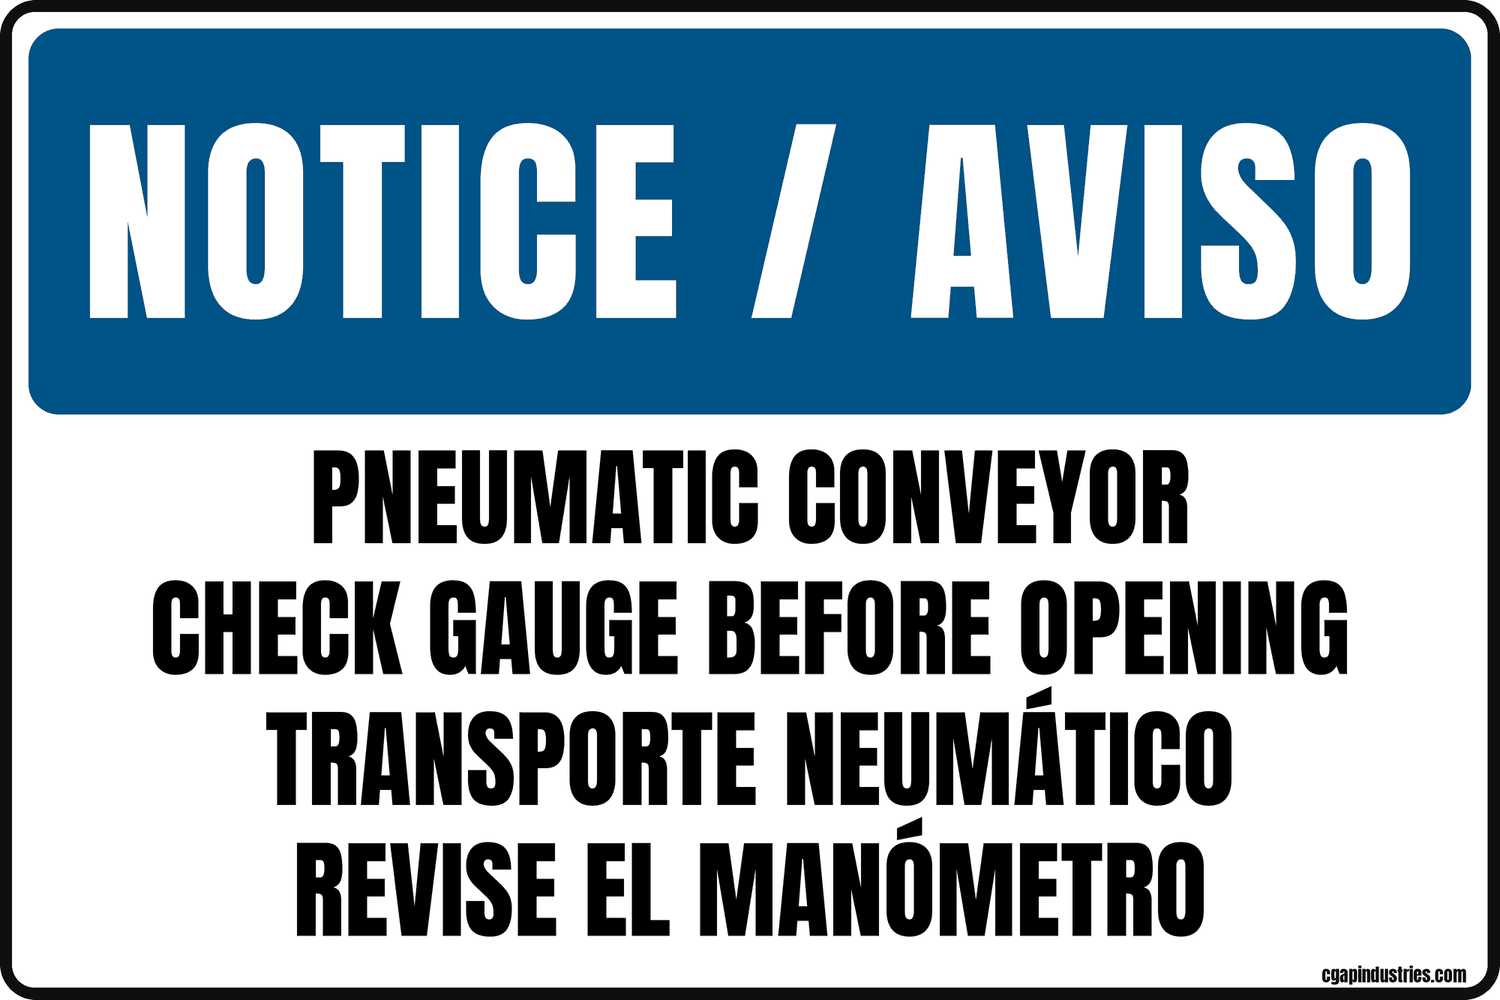 NOTICE / AVISO
PNEUMATIC CONVEYOR
CHECK GAUGE BEFORE OPENING
TRANSPORTE NEUMÁTICO
REVISE EL MANÓMETRO
cgapindustries.com